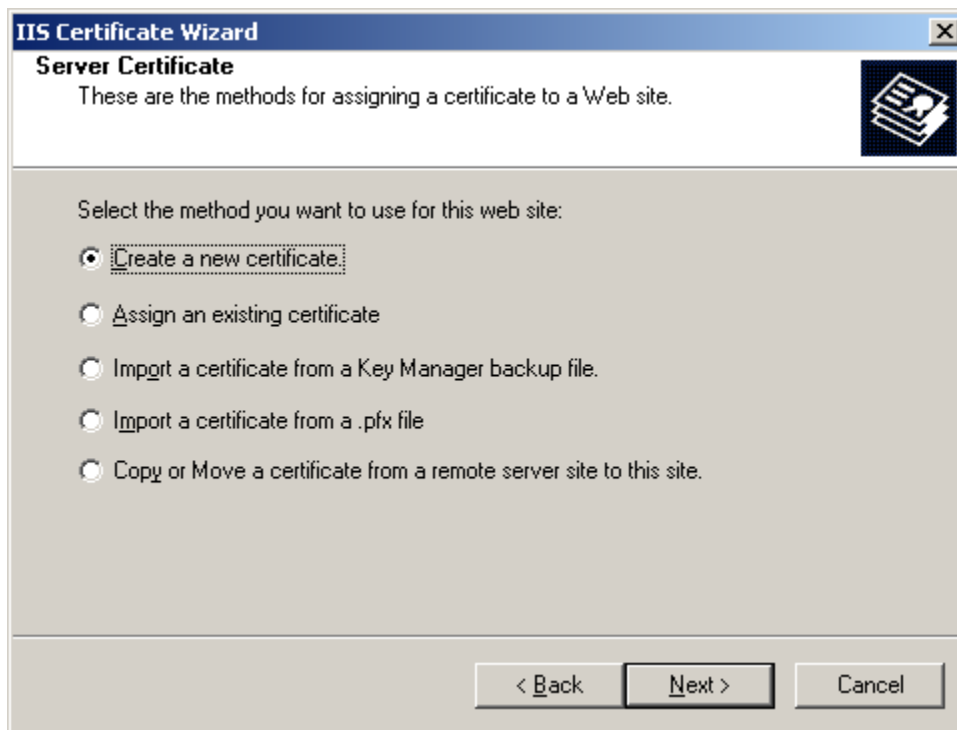 IIS Certificate Wizard
Server Certificate
These are the methods for assigning a certificate to a Web site.
Select the method you want to use for this web site:
Create a new certificate.
Assign an existing certificate
Import a certificate from a Key Manager backup file.
Import a certificate from a .pfx file
Copy or Move a certificate from a remote server site to this site.
< Back
Next >
Cancel